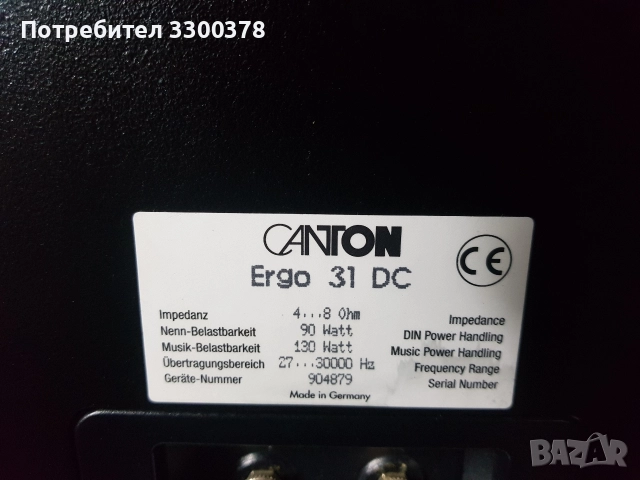 Потребител 3300378
CANTON
Ergo 31 DC
CE
Impedanz 4...8 Ohm Impedance
Nenn-Belastbarkeit 90 Watt DIN Power Handling
Musik-Belastbarkeit 130 Watt Music Power Handling
Übertragungsbereich 27...30000 Hz Frequency Range
Geräte-Nummer 904879 Serial Number
Made in Germany
BAZAR